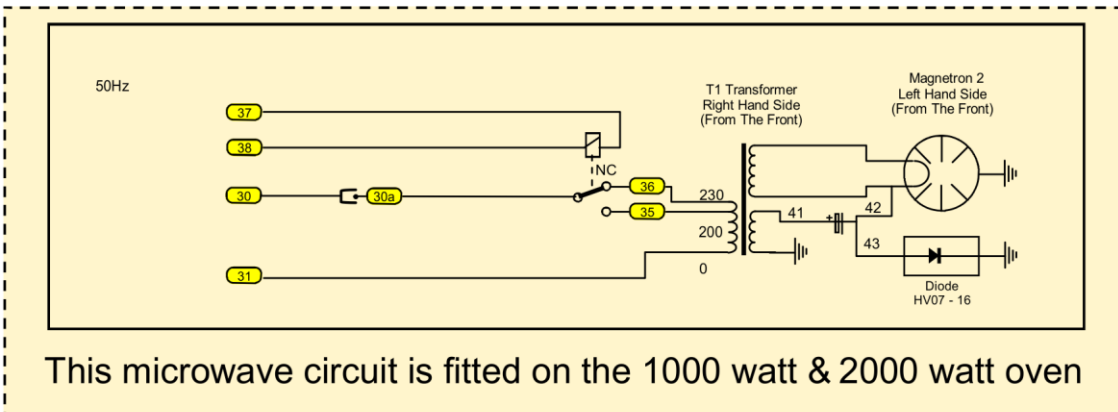 50Hz
T1 Transformer
Right Hand Side
(From The Front)
Magnetron 2
Left Hand Side
(From The Front)
37
38
NC
30
30a
36
230
35
200
41
42
+
43
31
0
Diode
HV07 - 16
This microwave circuit is fitted on the 1000 watt & 2000 watt oven